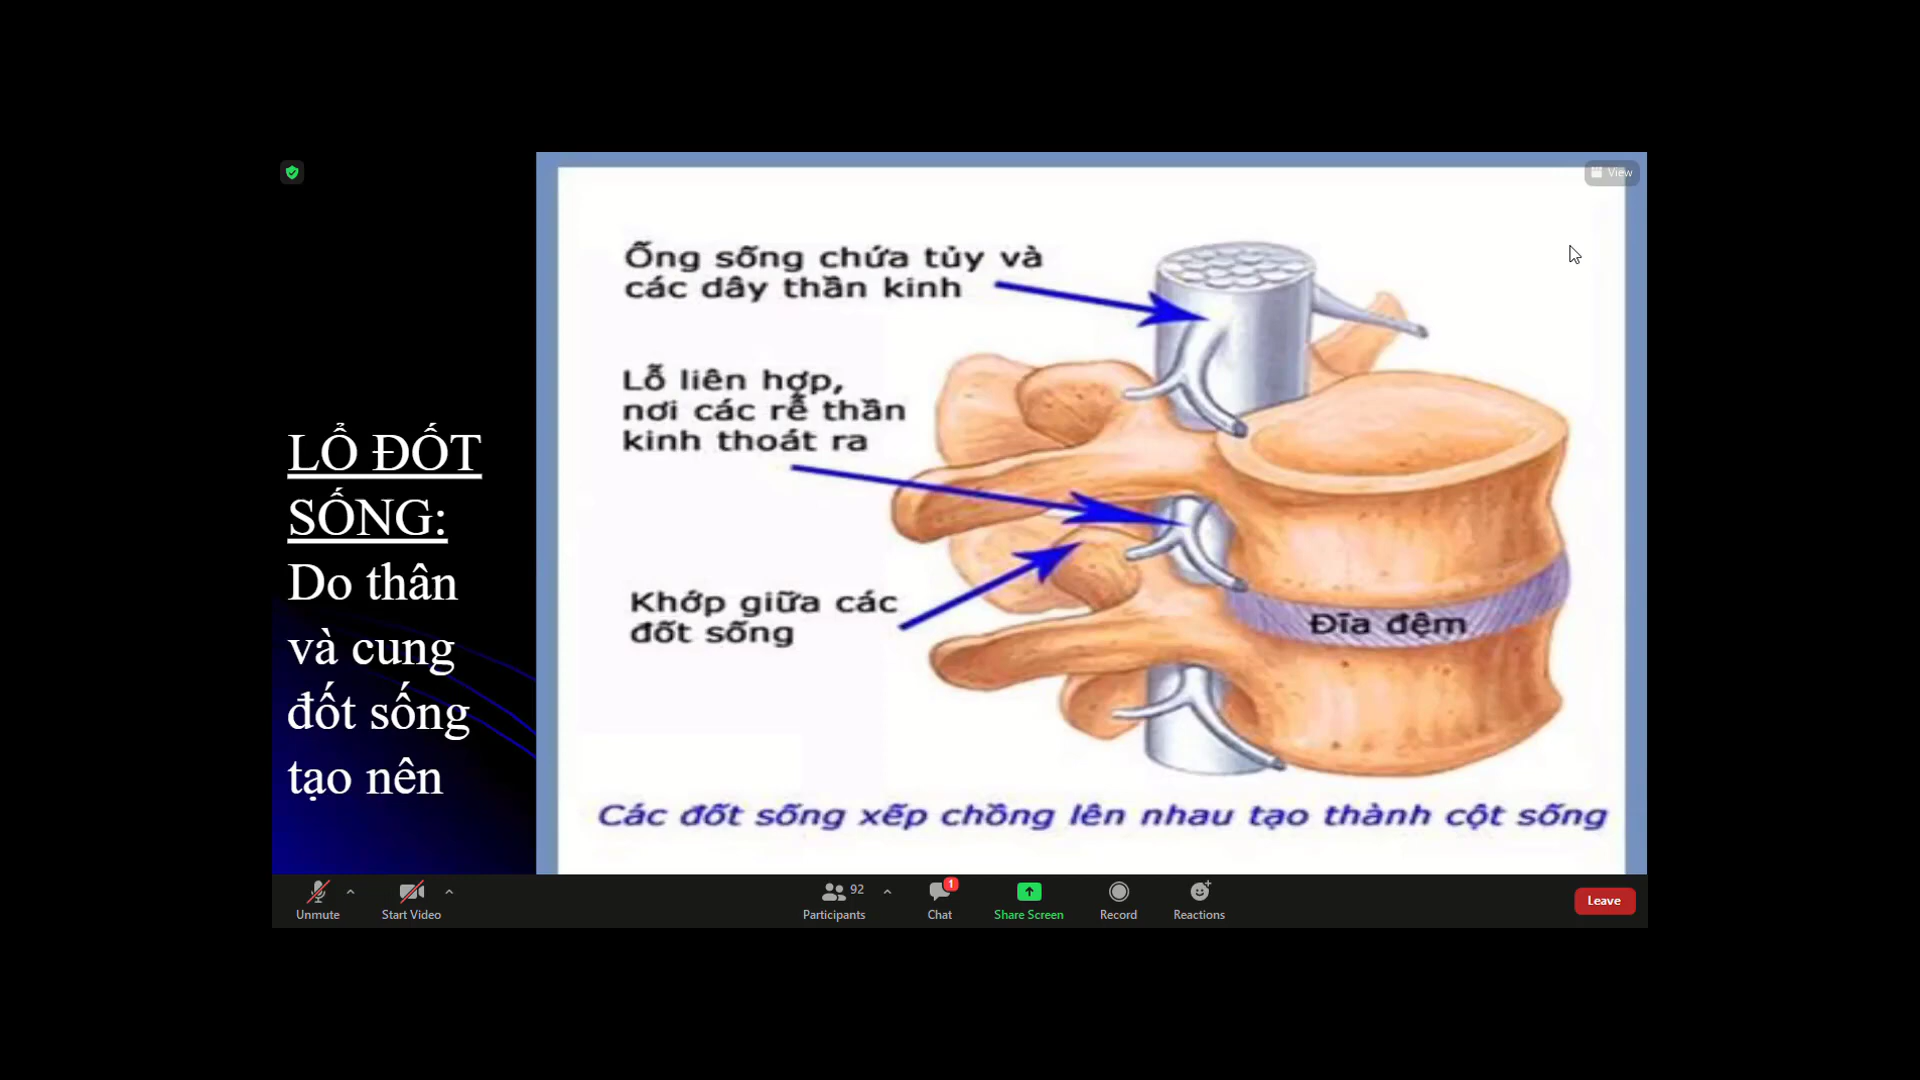 View
LỔ ĐỐT
SỐNG:
Do thân
và cung
đốt sống
tạo nên
Ống sống chứa tủy và
các dây thần kinh
Lỗ liên hợp,
nơi các rễ thần
kinh thoát ra
Khớp giữa các
đốt sống
Đĩa đệm
Các đốt sống xếp chồng lên nhau tạo thành cột sống
Unmute
Start Video
92
Participants
1
Chat
Share Screen
Record
Reactions
Leave